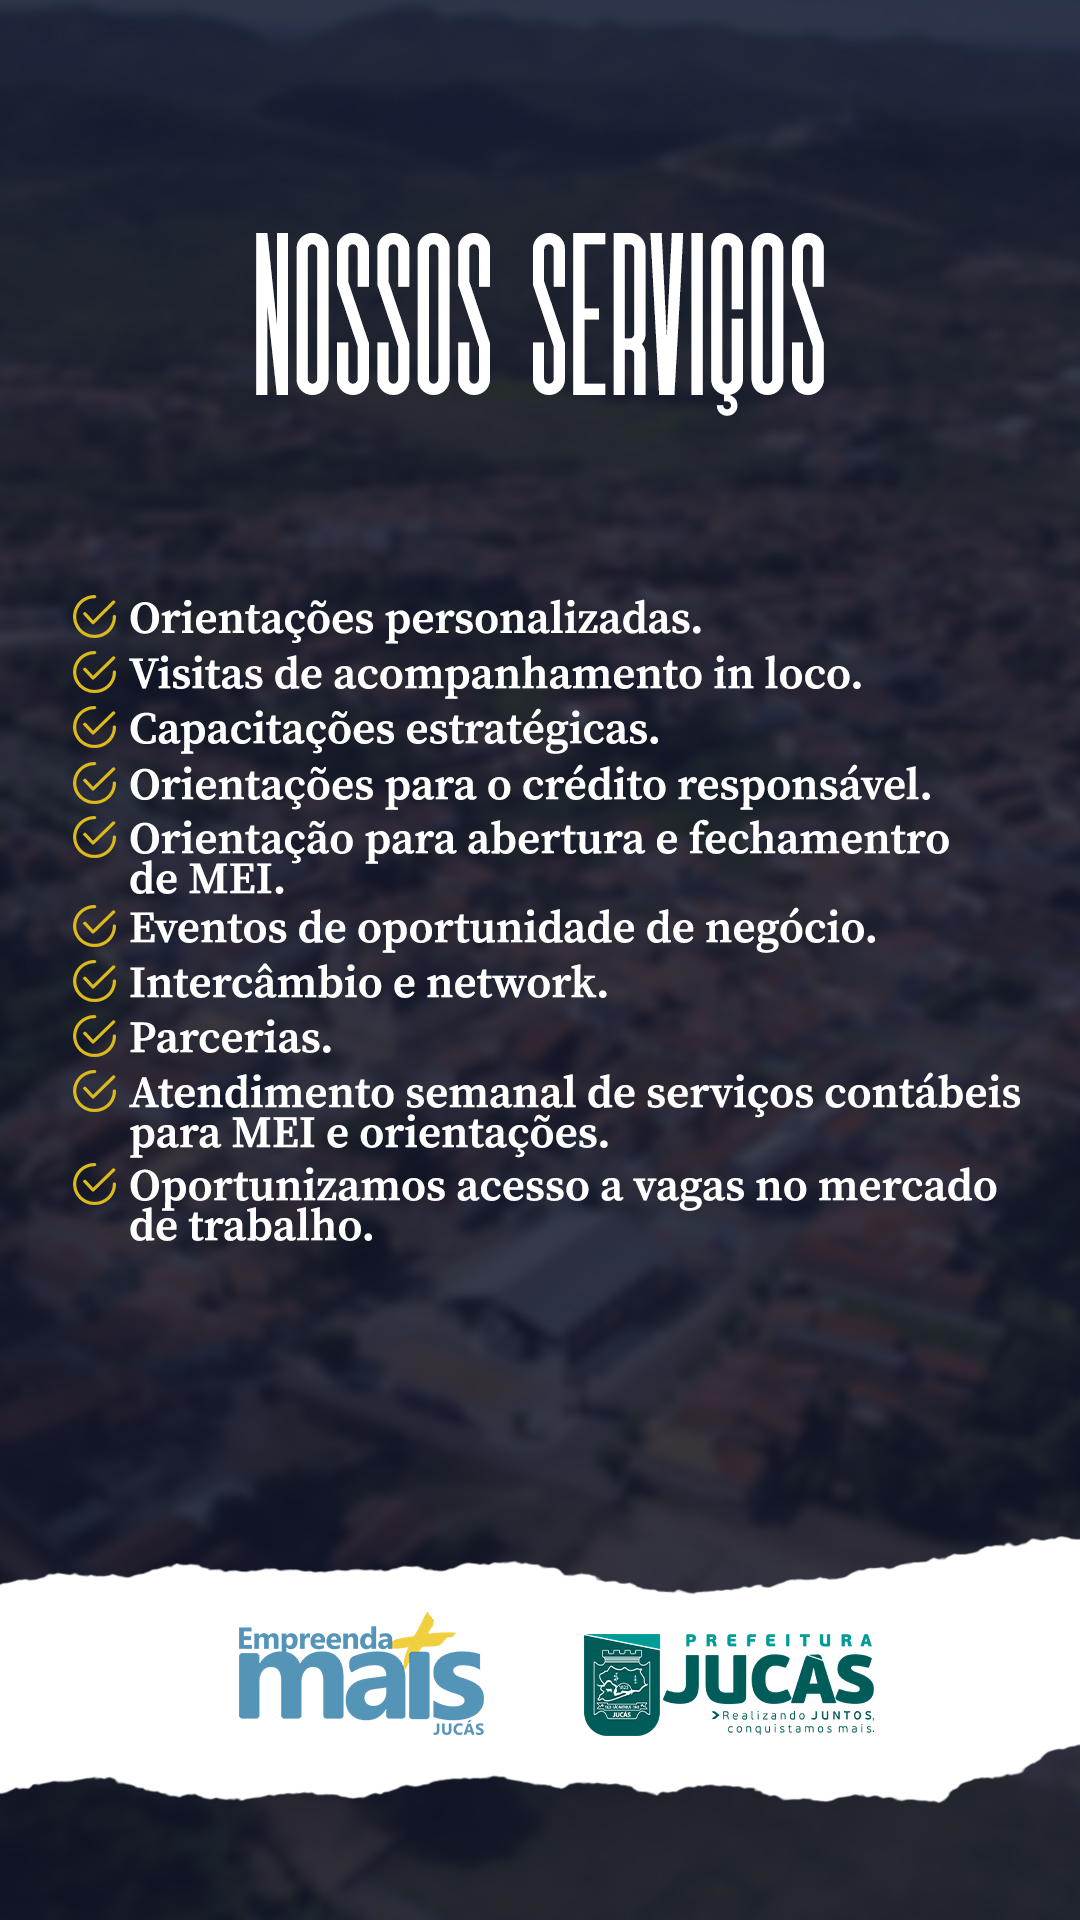 NOSSOS SERVIÇOS
Orientações personalizadas.
Visitas de acompanhamento in loco.
Capacitações estratégicas.
Orientações para o crédito responsável.
Orientação para abertura e fechamentro
de MEI.
Eventos de oportunidade de negócio.
Intercâmbio e network.
Parcerias.
Atendimento semanal de serviços contábeis
para MEI e orientações.
Oportunizamos acesso a vagas no mercado
de trabalho.
Empreenda
mais
JUCÁS
PREFEITURA
JUCÁS
Realizando JUNTOS,
conquistamos mais.
JUCÁS